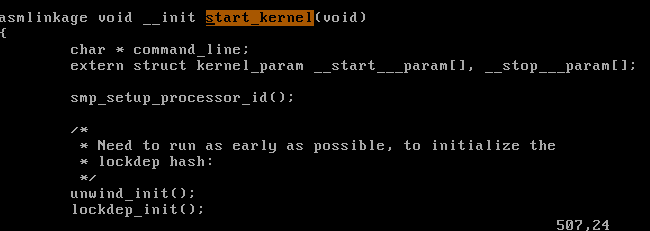 asmlinkage void __init start_kernel(void)
{
char * command_line;
extern struct kernel_param __start___param[], __stop___param[];
smp_setup_processor_id();
/*
* Need to run as early as possible, to initialize the
* lockdep hash:
*/
unwind_init();
lockdep_init();
507,24